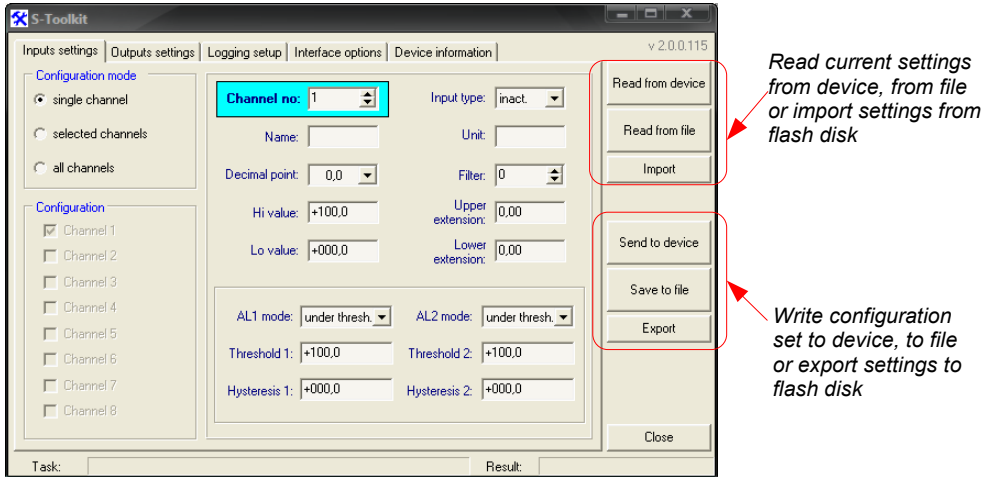 S-Toolkit
Inputs settings Outputs settings Logging setup Interface options Device information
v 2.0.0.115
Configuration mode
single channel
selected channels
all channels
Configuration
Channel 1
Channel 2
Channel 3
Channel 4
Channel 5
Channel 6
Channel 7
Channel 8
Channel no: 1
Input type: inact.
Name:
Unit:
Decimal point: 0,0
Filter: 0
Hi value: +100,0
Upper
extension: 0,00
Lo value: +000,0
Lower
extension: 0,00
AL1 mode: under thresh.
AL2 mode: under thresh.
Threshold 1: +100,0
Threshold 2: +100,0
Hysteresis 1: +000,0
Hysteresis 2: +000,0
Read from device
Read from file
Import
Send to device
Save to file
Export
Close
Task:
Result:
Read current settings
from device, from file
or import settings from
flash disk
Write configuration
set to device, to file
or export settings to
flash disk